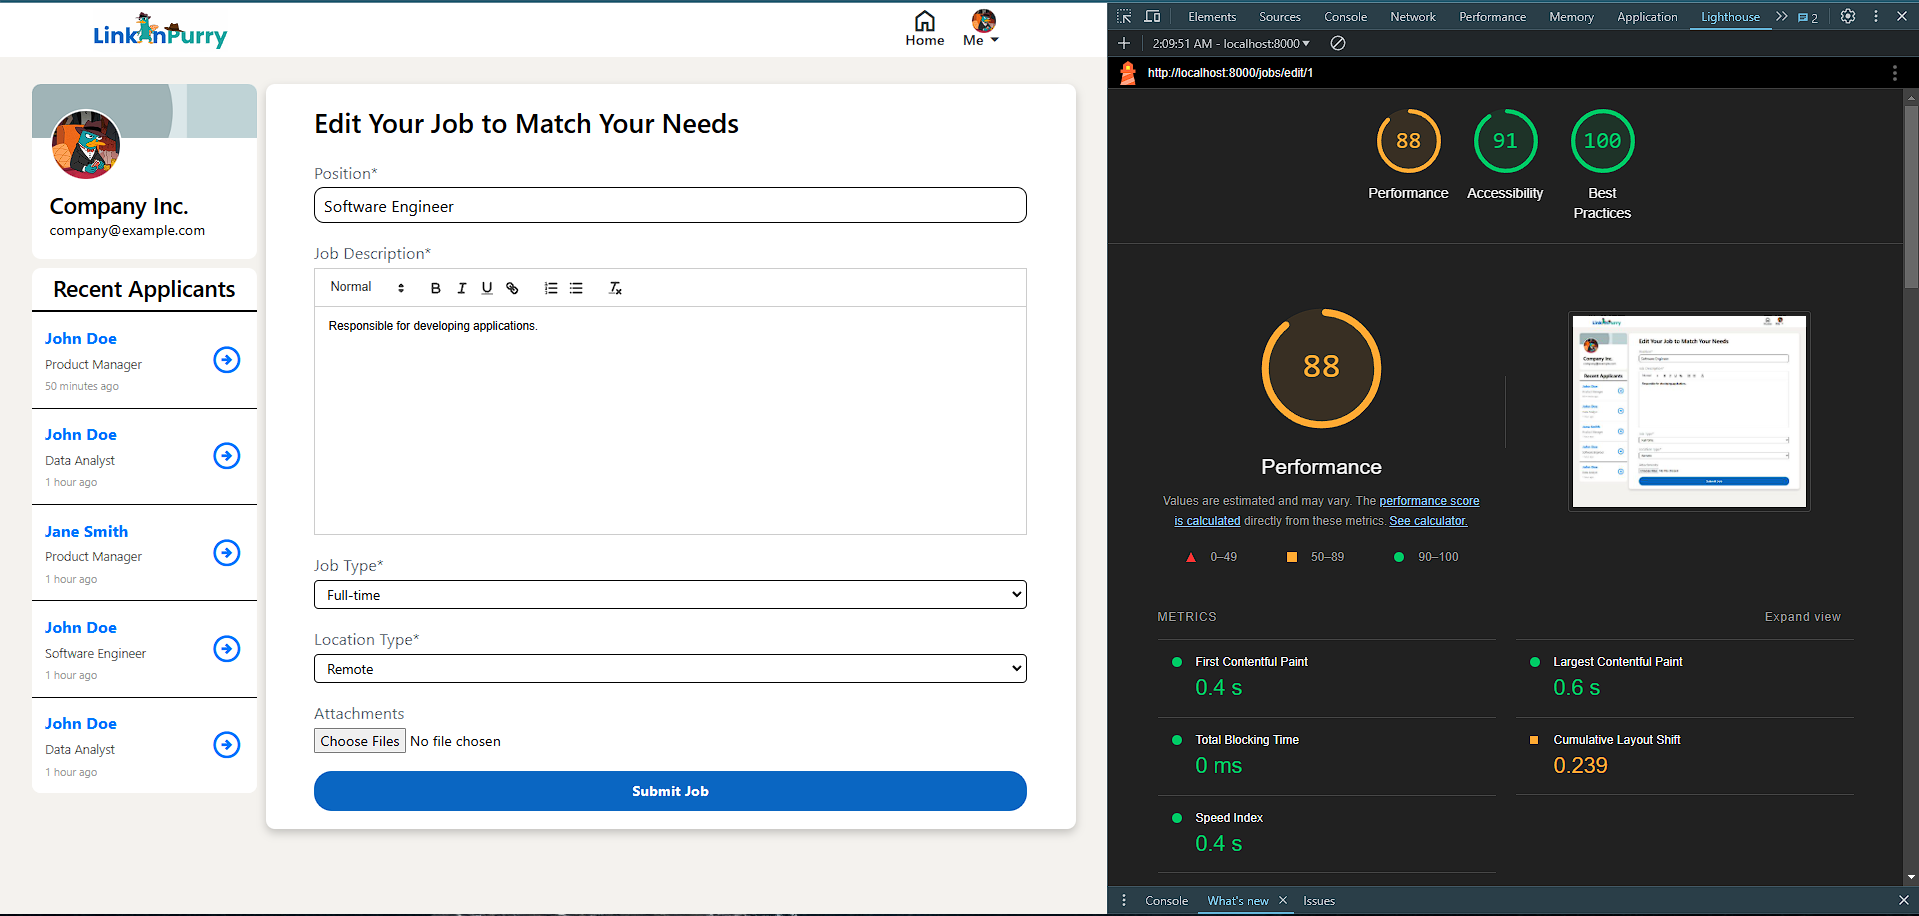 LinkInPurry
Home
Me
Company Inc.
company@example.com
Recent Applicants
John Doe
Product Manager
50 minutes ago
John Doe
Data Analyst
1 hour ago
Jane Smith
Product Manager
1 hour ago
John Doe
Software Engineer
1 hour ago
John Doe
Data Analyst
1 hour ago
Edit Your Job to Match Your Needs
Position*
Software Engineer
Job Description*
Normal
Responsible for developing applications.
Job Type*
Full-time
Location Type*
Remote
Attachments
Choose Files No file chosen
Submit Job
Elements Sources Console Network Performance Memory Application Lighthouse 2
2:09:51 AM - localhost:8000
http://localhost:8000/jobs/edit/1
88 91 100
Performance Accessibility Best
Practices
88
Performance
Values are estimated and may vary. The performance score
is calculated directly from these metrics. See calculator.
0–49 50–89 90–100
METRICS Expand view
First Contentful Paint
0.4 s
Largest Contentful Paint
0.6 s
Total Blocking Time
0 ms
Cumulative Layout Shift
0.239
Speed Index
0.4 s
Console What's new Issues